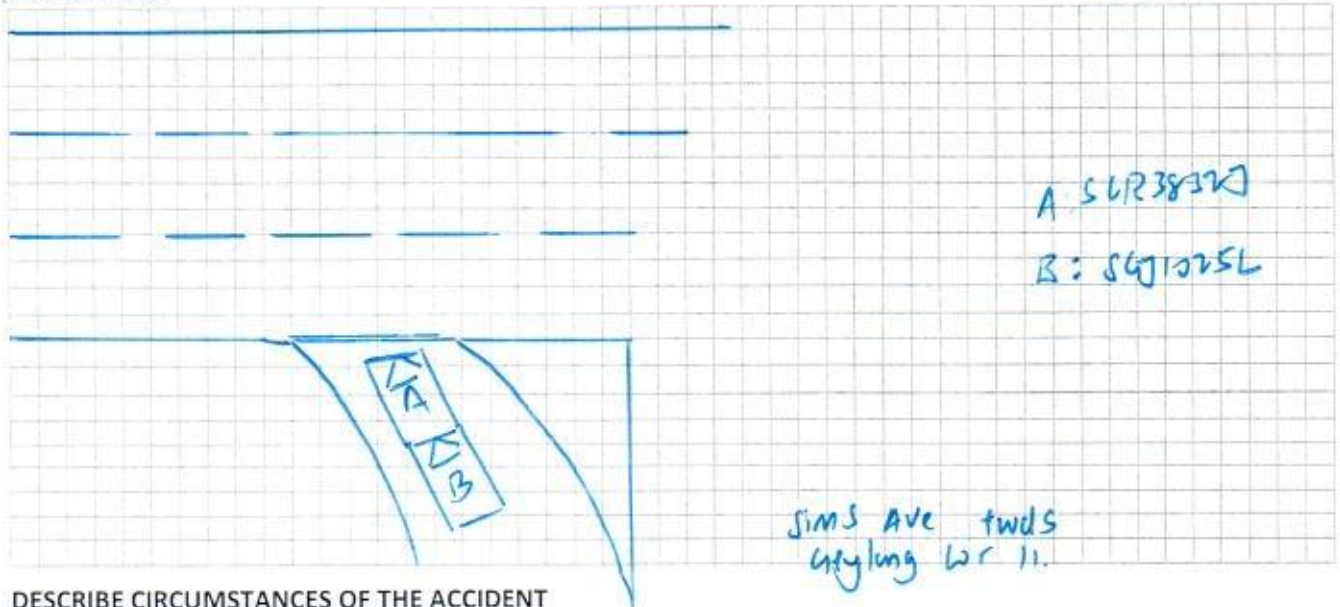 A SLR3832J
B: SGJ1025L
A
B
Sims Ave twds
Geylang Lor 11.
DESCRIBE CIRCUMSTANCES OF THE ACCIDENT